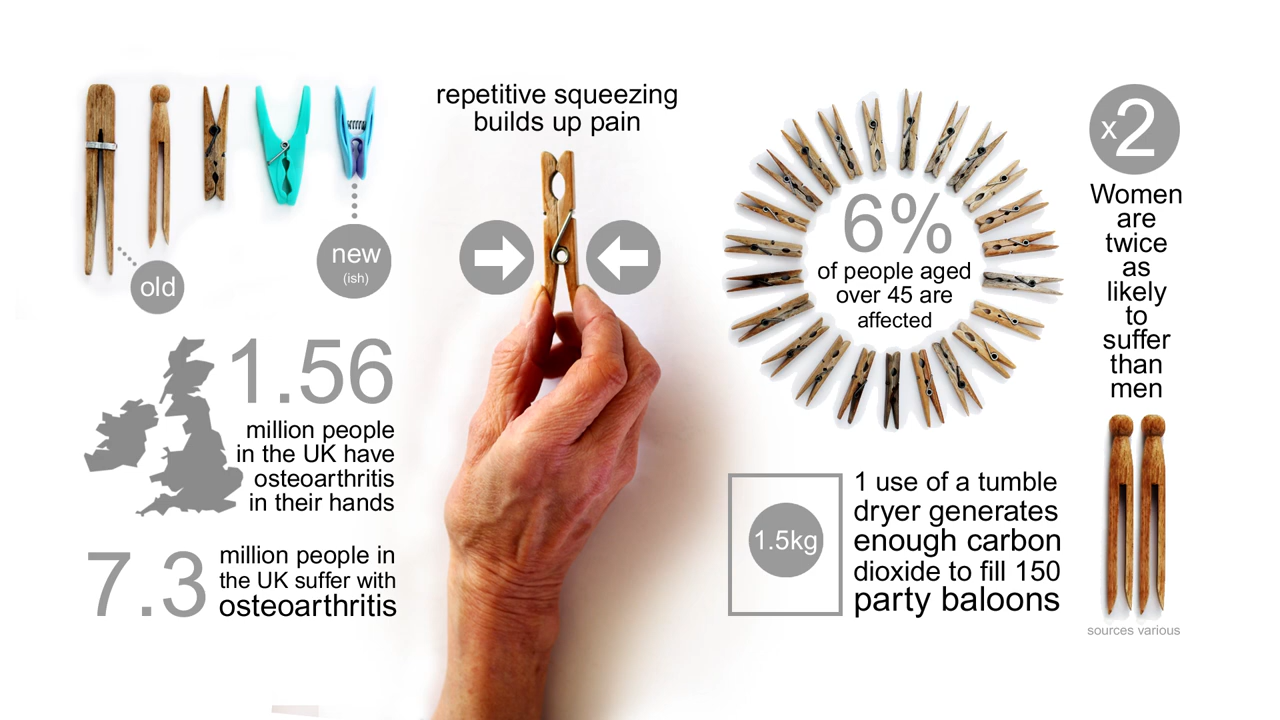 old
new
(ish)
1.56
million people
in the UK have
osteoarthritis
in their hands
7.3
million people in
the UK suffer with
osteoarthritis
repetitive squeezing
builds up pain
6%
of people aged
over 45 are
affected
1.5kg
1 use of a tumble
dryer generates
enough carbon
dioxide to fill 150
party baloons
x2
Women
are
twice
as
likely
to
suffer
than
men
sources various